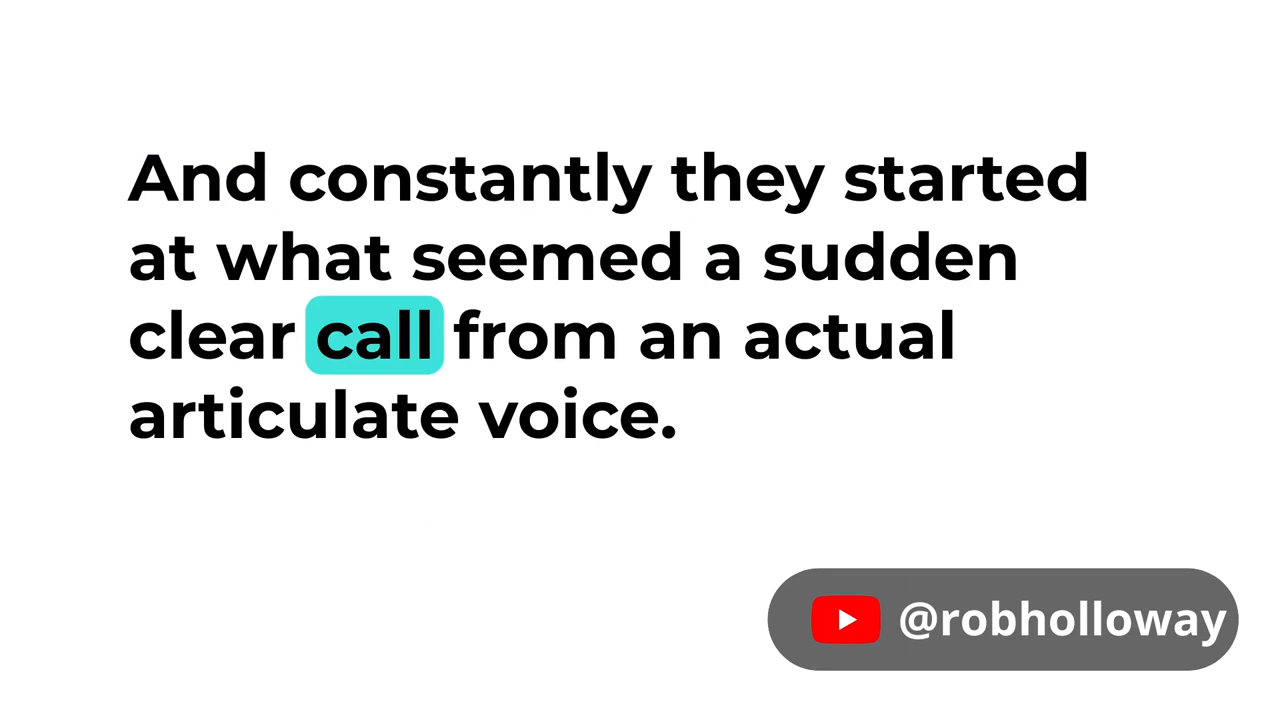 And constantly they started
at what seemed a sudden
clear call from an actual
articulate voice.
@robholloway